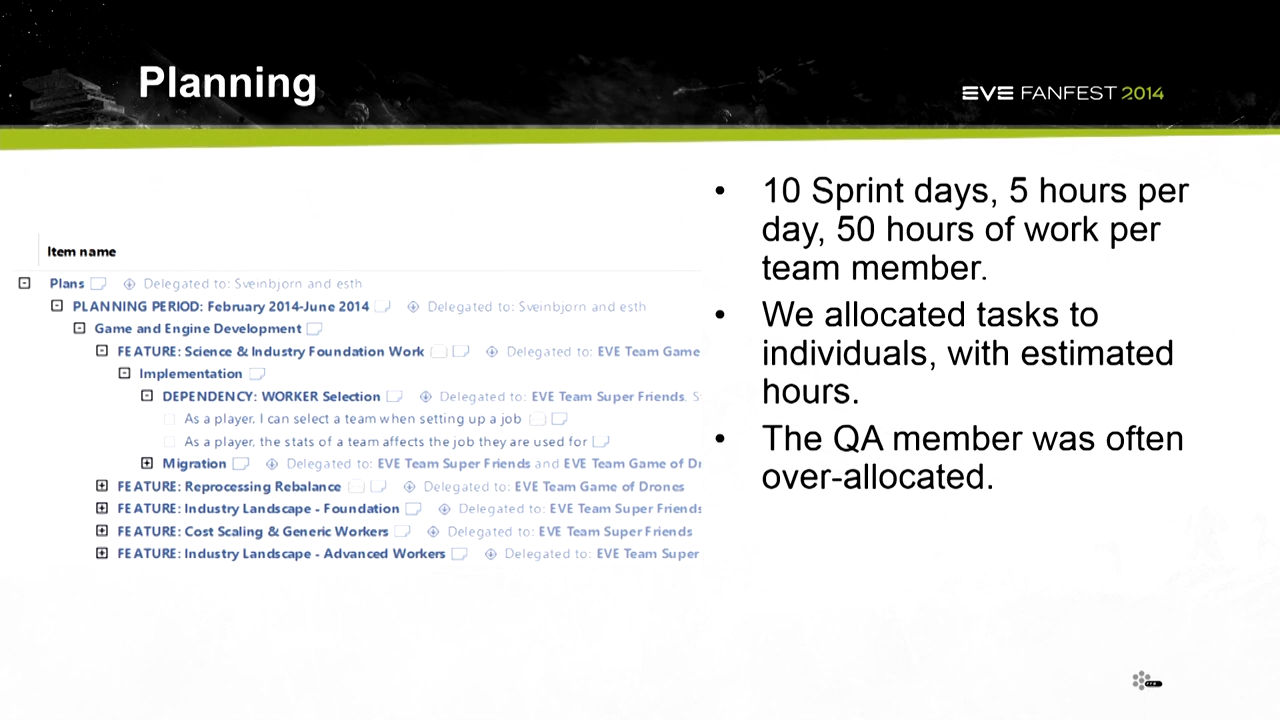 Planning
EVE FANFEST 2014
Item name
Plans Delegated to: Sveinbjorn and esth
PLANNING PERIOD: February 2014-June 2014 Delegated to: Sveinbjorn and esth
Game and Engine Development
FEATURE: Science & Industry Foundation Work Delegated to: EVE Team Game
Implementation
DEPENDENCY: WORKER Selection Delegated to: EVE Team Super Friends. S
As a player, I can select a team when setting up a job
As a player, the stats of a team affects the job they are used for
Migration Delegated to: EVE Team Super Friends and EVE Team Game of Dr
FEATURE: Reprocessing Rebalance Delegated to: EVE Team Game of Drones
FEATURE: Industry Landscape - Foundation Delegated to: EVE Team Super Friends
FEATURE: Cost Scaling & Generic Workers Delegated to: EVE Team Super Friends
FEATURE: Industry Landscape - Advanced Workers Delegated to: EVE Team Super
• 10 Sprint days, 5 hours per
day, 50 hours of work per
team member.
• We allocated tasks to
individuals, with estimated
hours.
• The QA member was often
over-allocated.